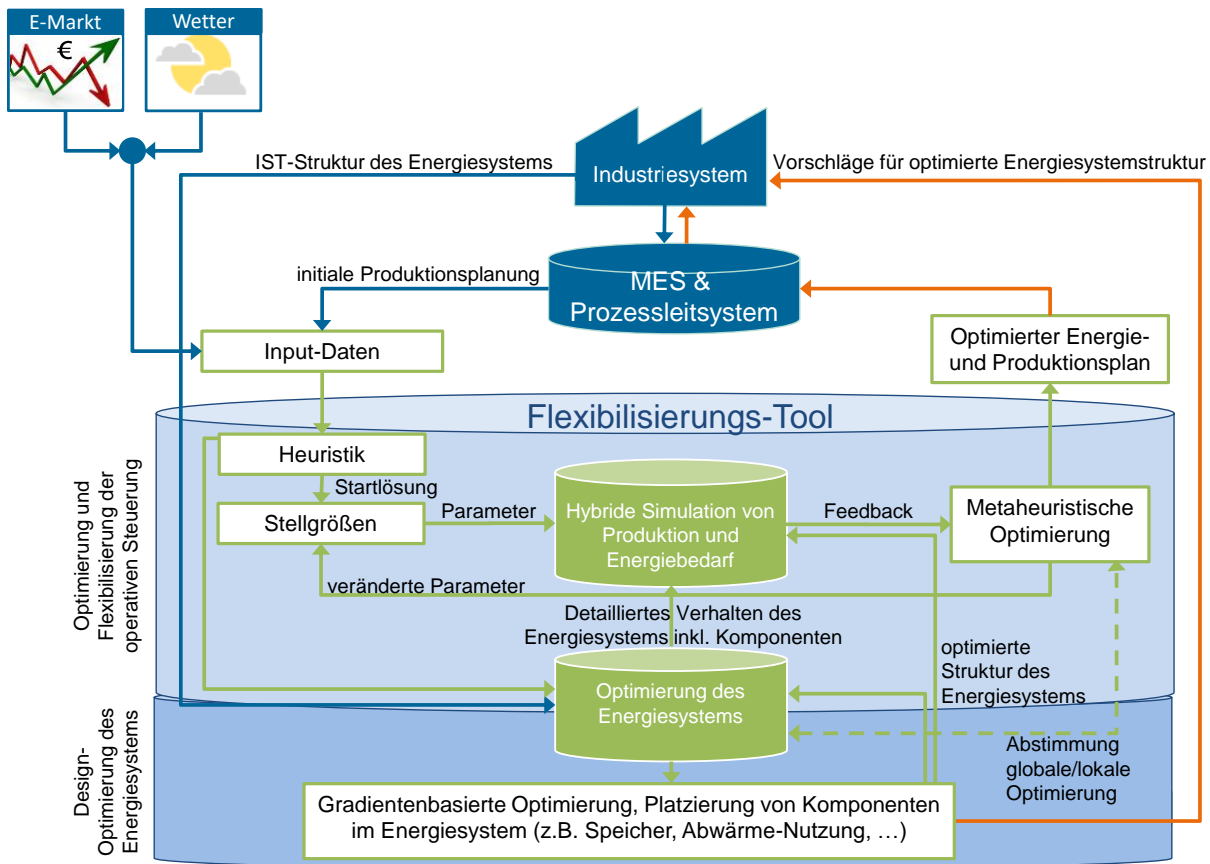 E-Markt
€
Wetter
IST-Struktur des Energiesystems
Industriesystem
Vorschläge für optimierte Energiesystemstruktur
initiale Produktionsplanung
MES &
Prozessleitsystem
Input-Daten
Optimierter Energie-
und Produktionsplan
Flexibilisierungs-Tool
Optimierung und
Flexibilisierung der
operativen Steuerung
Heuristik
Startlösung
Stellgrößen
Parameter
Hybride Simulation von
Produktion und
Energiebedarf
Feedback
Metaheuristische
Optimierung
veränderte Parameter
Detailliertes Verhalten des
Energiesystems inkl. Komponenten
optimierte
Struktur des
Energiesystems
Optimierung des
Energiesystems
Design-
Optimierung des
Energiesystems
Abstimmung
globale/lokale
Optimierung
Gradientenbasierte Optimierung, Platzierung von Komponenten
im Energiesystem (z.B. Speicher, Abwärme-Nutzung, …)